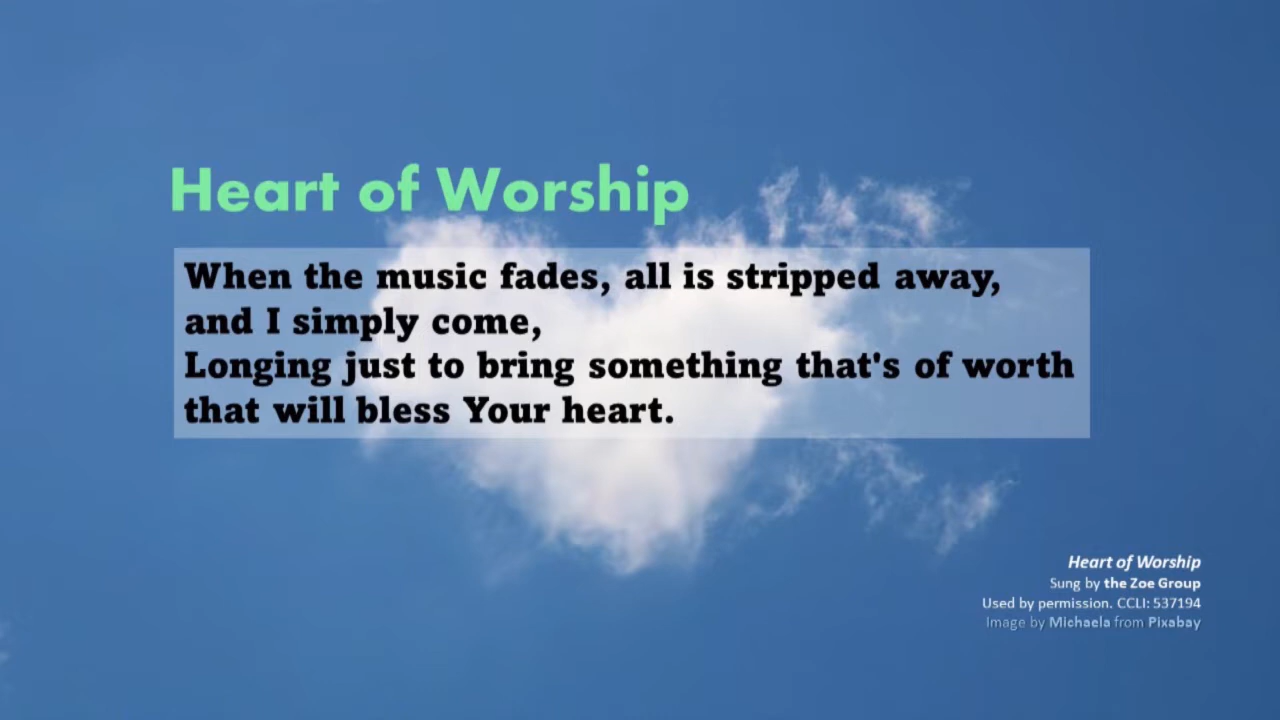 Heart of Worship
When the music fades, all is stripped away,
and I simply come,
Longing just to bring something that's of worth
that will bless Your heart.
Heart of Worship
Sung by the Zoe Group
Used by permission. CCLI: 537194
Image by Michaela from Pixabay